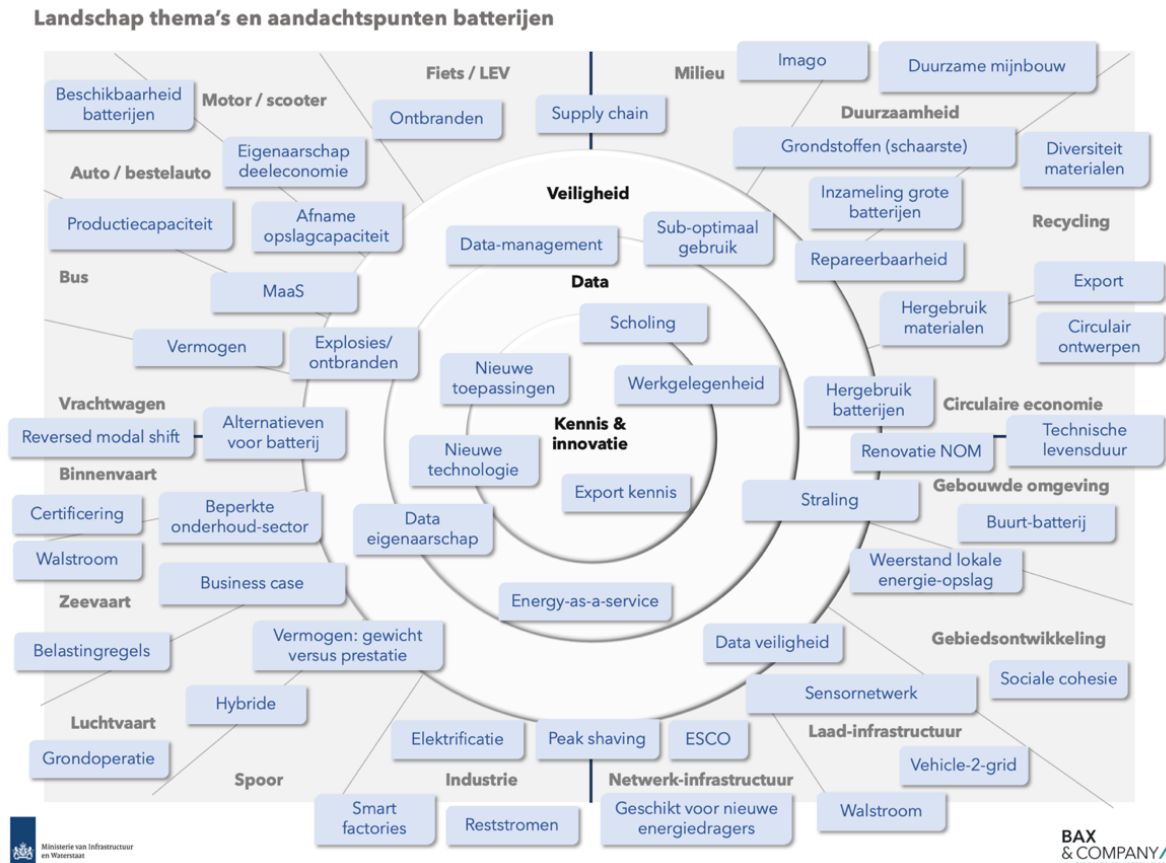 Landschap thema's en aandachtspunten batterijen
Fiets / LEV
Milieu
Imago
Duurzame mijnbouw
Beschikbaarheid
batterijen
Motor / scooter
Ontbranden
Supply chain
Duurzaamheid
Eigenaarschap
deeleconomie
Grondstoffen (schaarste)
Diversiteit
materialen
Auto / bestelauto
Veiligheid
Inzameling grote
batterijen
Productiecapaciteit
Afname
opslagcapaciteit
Data-management
Sub-optimaal
gebruik
Recycling
Repareerbaarheid
Bus
MaaS
Data
Export
Hergebruik
materialen
Scholing
Circulair
ontwerpen
Vermogen
Explosies/
ontbranden
Nieuwe
toepassingen
Werkgelegenheid
Hergebruik
batterijen
Vrachtwagen
Circulaire economie
Reversed modal shift
Alternatieven
voor batterij
Kennis &
innovatie
Technische
levensduur
Renovatie NOM
Nieuwe
technologie
Binnenvaart
Gebouwde omgeving
Export kennis
Straling
Certificering
Beperkte
onderhoud-sector
Data
eigenaarschap
Buurt-batterij
Walstroom
Weerstand lokale
energie-opslag
Business case
Zeevaart
Energy-as-a-service
Belastingregels
Vermogen: gewicht
versus prestatie
Data veiligheid
Gebiedsontwikkeling
Sociale cohesie
Hybride
Sensornetwerk
Luchtvaart
Laad-infrastructuur
Elektrificatie
Peak shaving
ESCO
Grondoperatie
Vehicle-2-grid
Spoor
Industrie
Netwerk-infrastructuur
Smart
factories
Reststromen
Geschikt voor nieuwe
energiedragers
Walstroom
Ministerie van Infrastructuur
en Waterstaat
BAX
& COMPANY